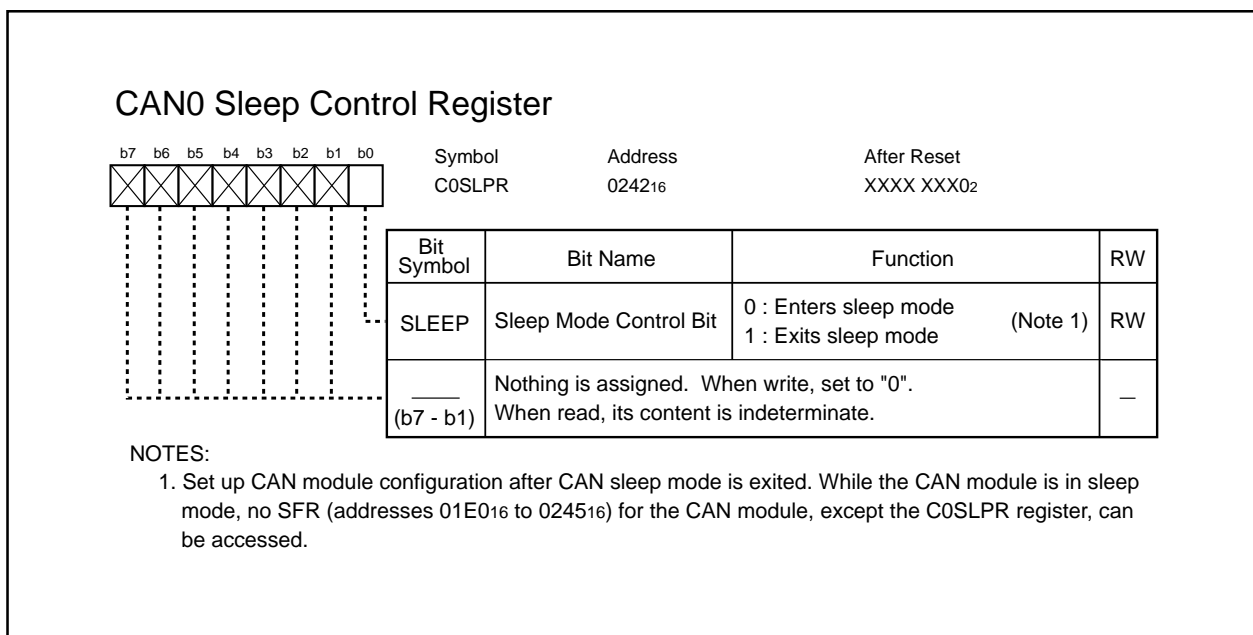 CAN0 Sleep Control Register
b7 b6 b5 b4 b3 b2 b1 b0
Symbol Address After Reset
C0SLPR 024216 XXXX XXX02
Bit Symbol Bit Name Function RW
SLEEP Sleep Mode Control Bit 0 : Enters sleep mode (Note 1) RW
1 : Exits sleep mode
(b7 - b1) Nothing is assigned. When write, set to "0". —
When read, its content is indeterminate.
NOTES:
1. Set up CAN module configuration after CAN sleep mode is exited. While the CAN module is in sleep
mode, no SFR (addresses 01E016 to 024516) for the CAN module, except the C0SLPR register, can
be accessed.